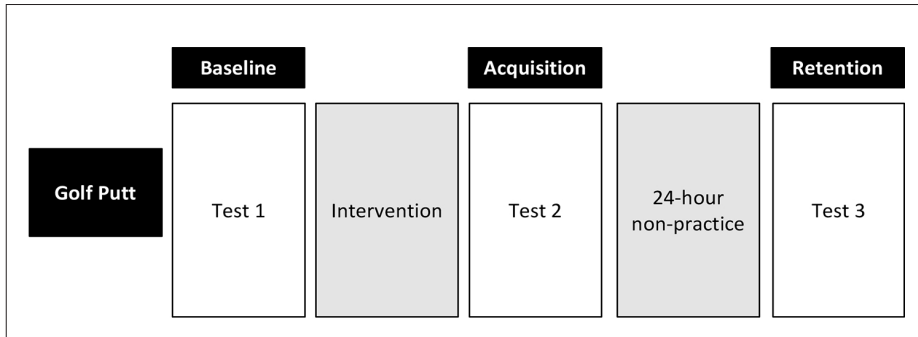 Baseline
Acquisition
Retention
Golf Putt
Test 1
Intervention
Test 2
24-hour
non-practice
Test 3